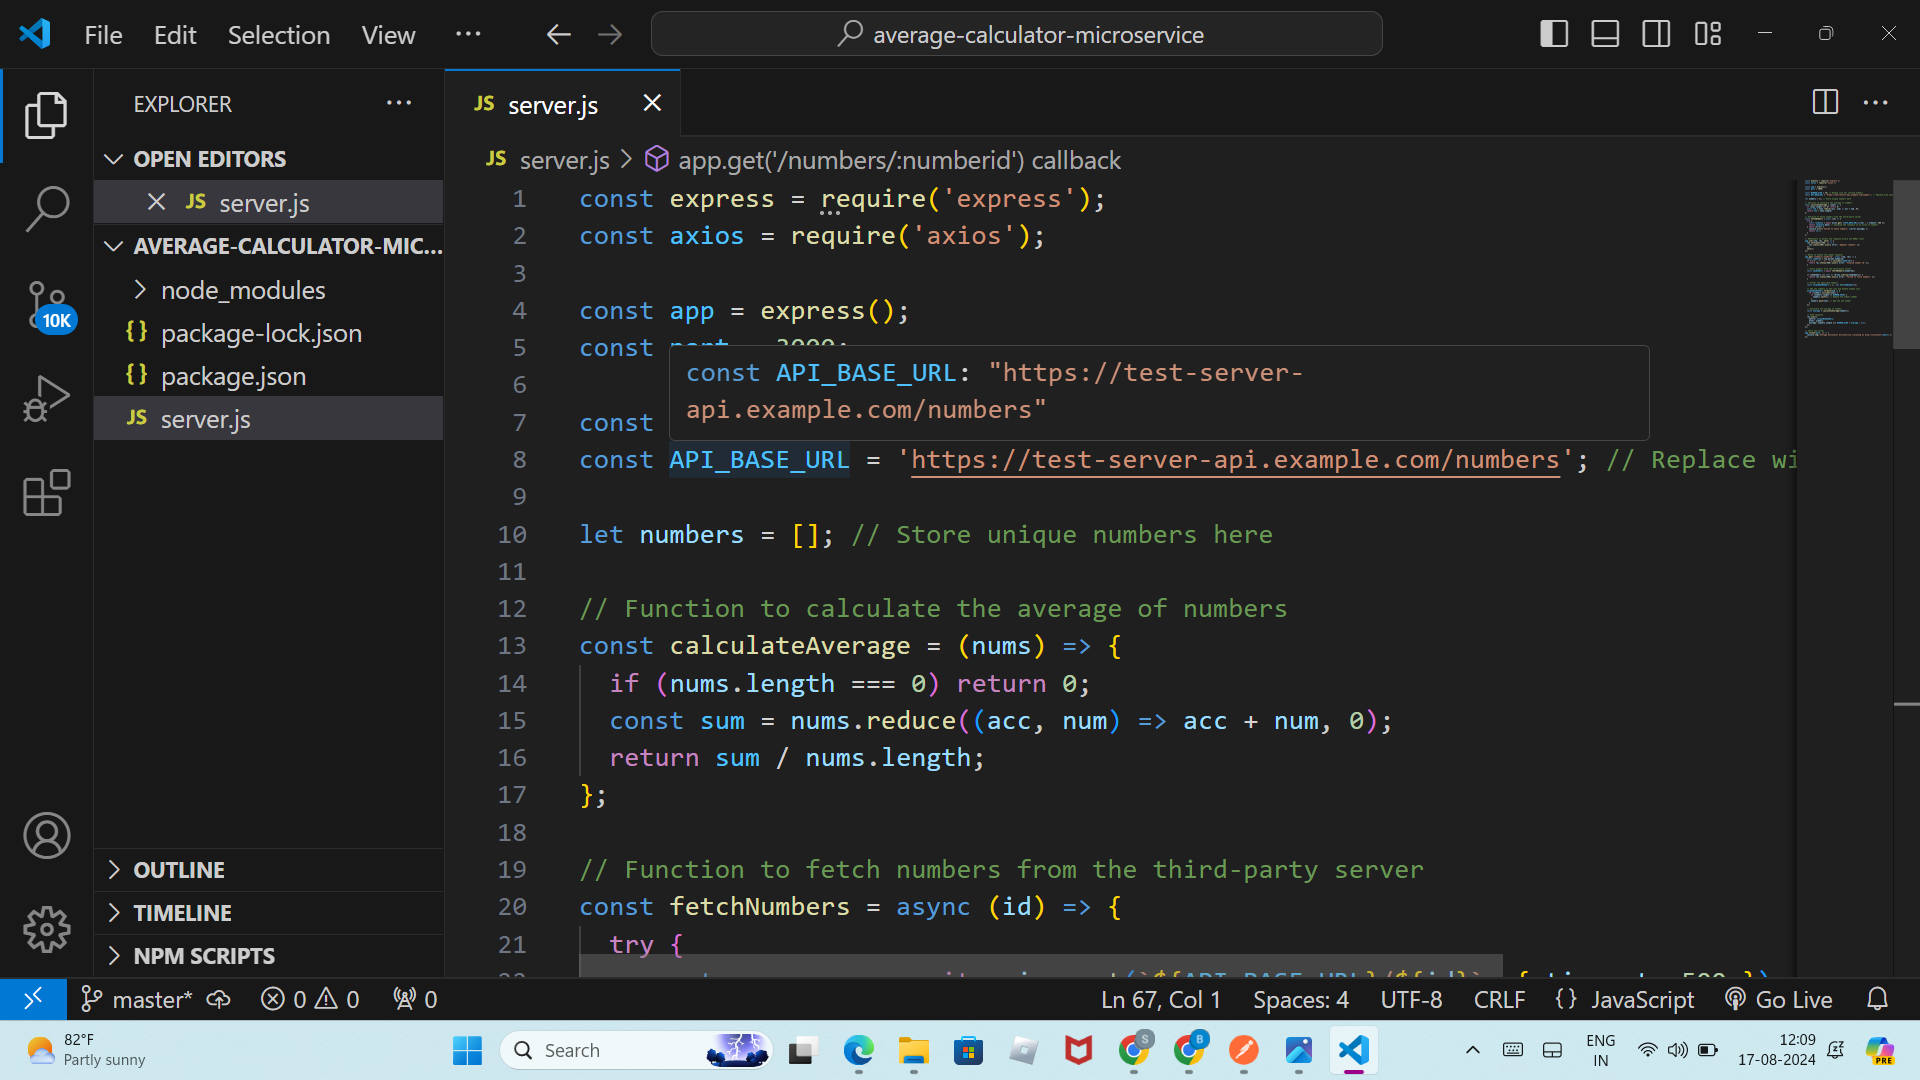 File Edit Selection View ···
average-calculator-microservice
EXPLORER
OPEN EDITORS
JS server.js
AVERAGE-CALCULATOR-MIC...
node_modules
{} package-lock.json
{} package.json
JS server.js
10K
OUTLINE
TIMELINE
NPM SCRIPTS
JS server.js
JS server.js > app.get('/numbers/:numberid') callback
1 const express = require('express');
2 const axios = require('axios');
3
4 const app = express();
5 const port = 3000;
const API_BASE_URL: "https://test-server-
api.example.com/numbers"
6
7 const
8 const API_BASE_URL = 'https://test-server-api.example.com/numbers'; // Replace wi
9
10 let numbers = []; // Store unique numbers here
11
12 // Function to calculate the average of numbers
13 const calculateAverage = (nums) => {
14 if (nums.length === 0) return 0;
15 const sum = nums.reduce((acc, num) => acc + num, 0);
16 return sum / nums.length;
17 };
18
19 // Function to fetch numbers from the third-party server
20 const fetchNumbers = async (id) => {
21 try {
master* 0 0 0
Ln 67, Col 1 Spaces: 4 UTF-8 CRLF {} JavaScript Go Live
82°F
Partly sunny
Search
S
B
ENG
IN
12:09
17-08-2024
PRE